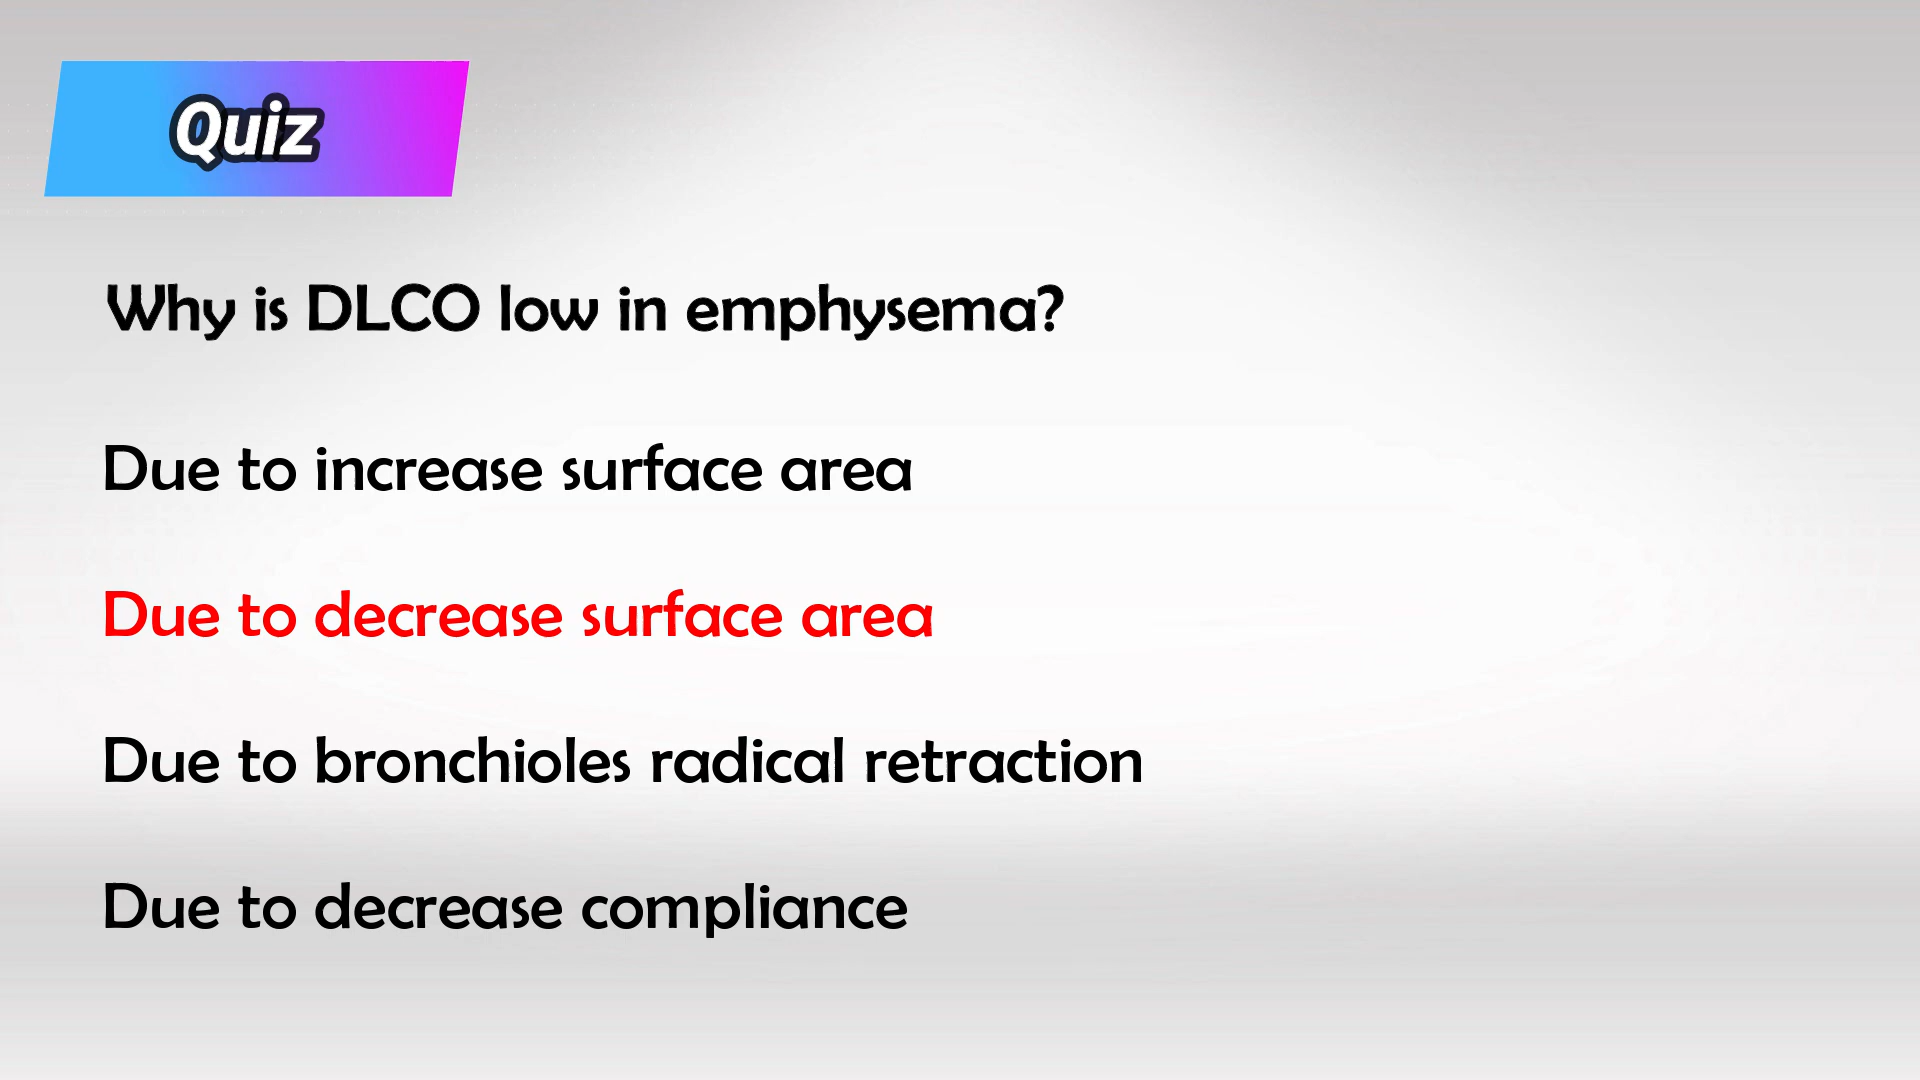 Quiz
Why is DLCO low in emphysema?
Due to increase surface area
Due to decrease surface area
Due to bronchioles radical retraction
Due to decrease compliance